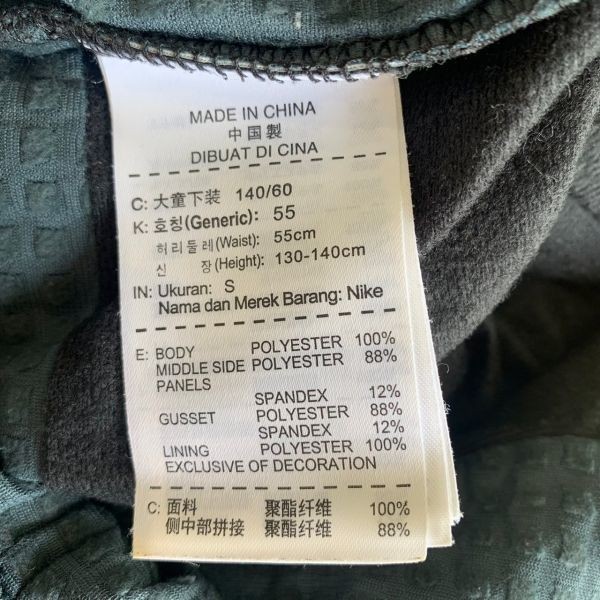 MADE IN CHINA
中国製
DIBUAT DI CINA
C: 大童下装 140/60
K: 호칭(Generic): 55
허리둘레(Waist): 55cm
신 장(Height): 130-140cm
IN: Ukuran: S
Nama dan Merek Barang: Nike
E: BODY POLYESTER 100%
MIDDLE SIDE POLYESTER 88%
PANELS
SPANDEX 12%
GUSSET POLYESTER 88%
SPANDEX 12%
LINING POLYESTER 100%
EXCLUSIVE OF DECORATION
C: 面料 聚酯纤维 100%
侧中部拼接 聚酯纤维 88%